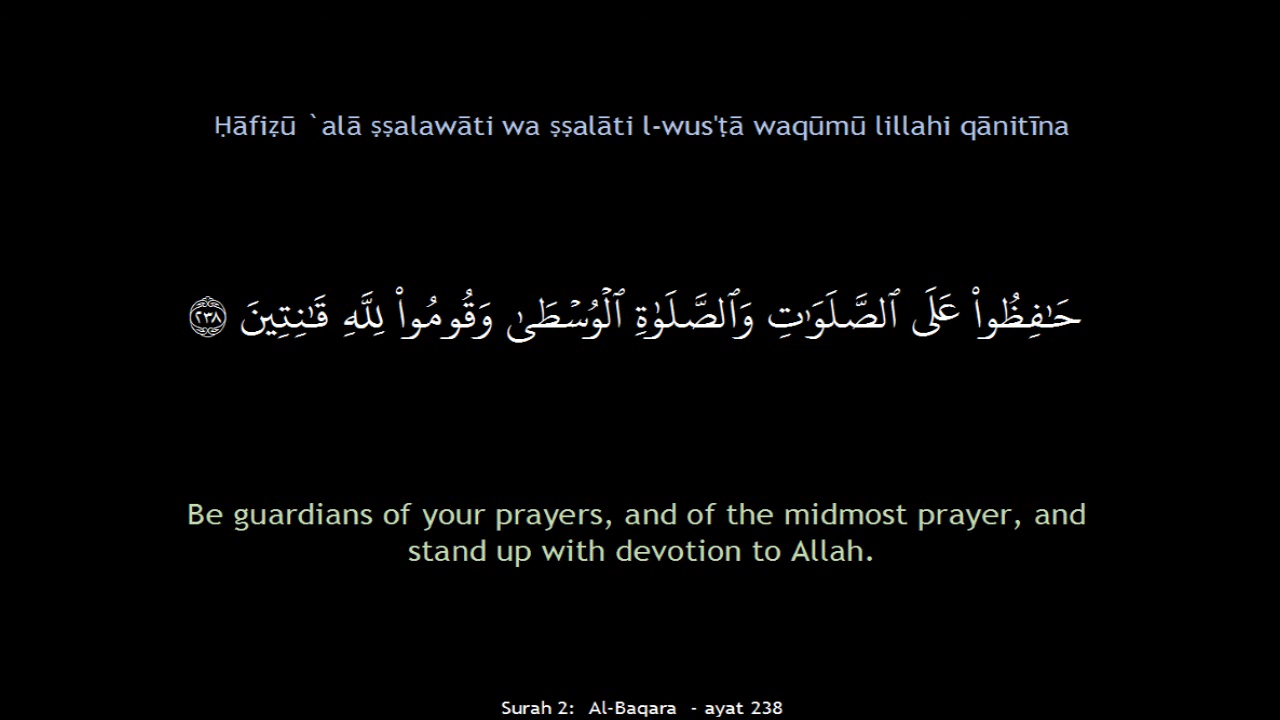 Ḥāfiẓū `alā ṣṣalawāti wa ṣṣalāti l-wus'ṭā waqūmū lillahi qānitīna
حَـٰفِظُوا۟ عَلَى ٱلصَّلَوَٰتِ وَٱلصَّلَوٰةِ ٱلْوُسْطَىٰ وَقُومُوا۟ لِلَّهِ قَـٰنِتِينَ ﴿٢٣٨﴾
Be guardians of your prayers, and of the midmost prayer, and
stand up with devotion to Allah.
Surah 2: Al-Baqara - ayat 238